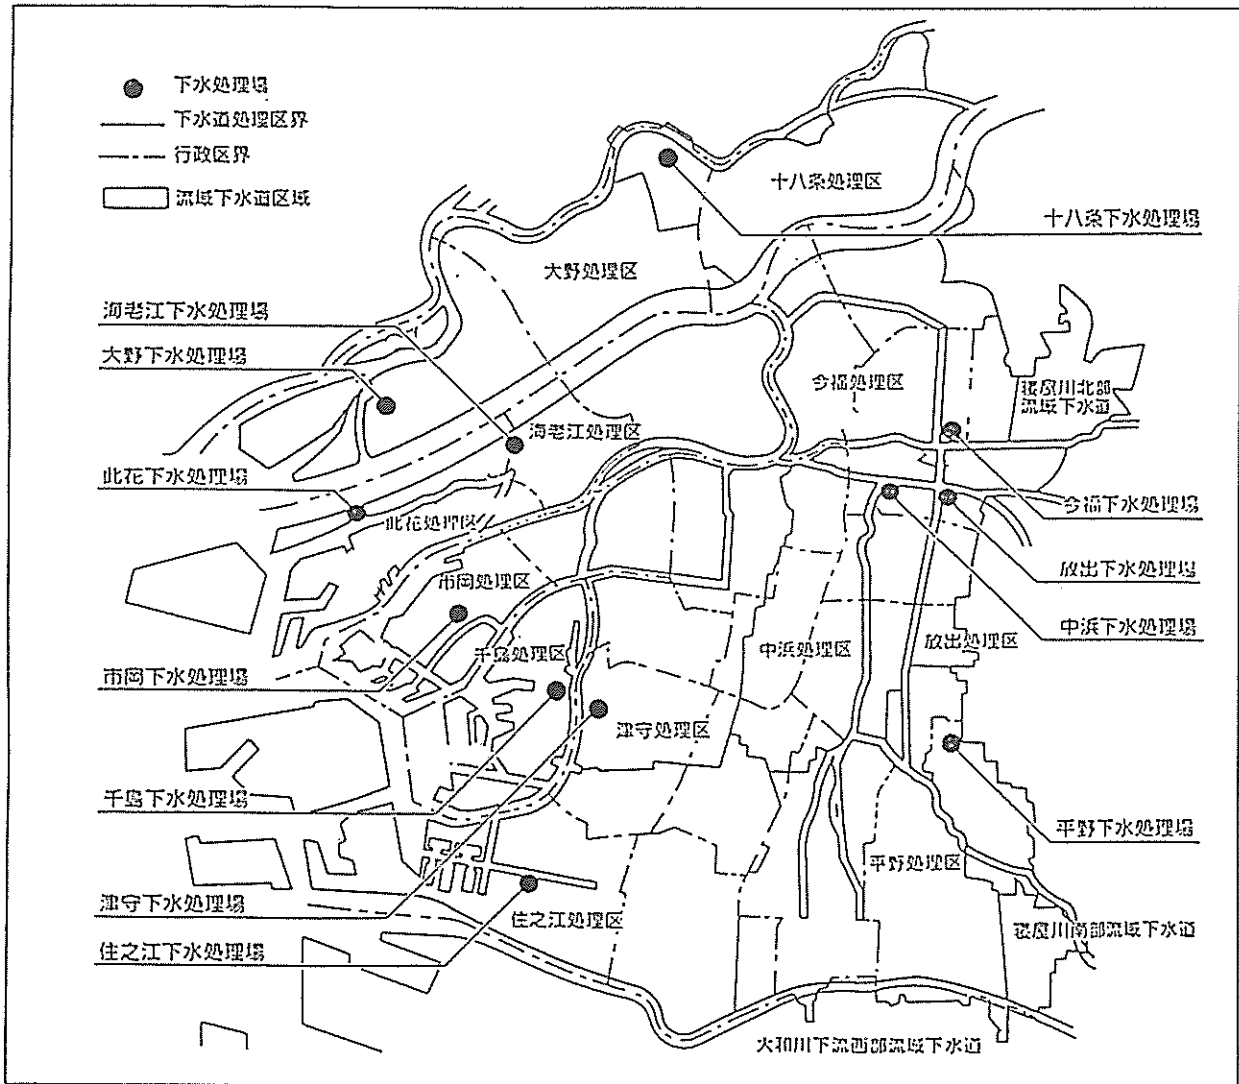 下水処理場
下水道処理区界
行政区界
流域下水道区域
十八条処理区
十八条下水処理場
大野処理区
海老江下水処理場
大野下水処理場
今福処理区
寝屋川北部
流域下水道
海老江処理区
此花下水処理場
此花処理区
今福下水処理場
放出下水処理場
市岡処理区
中浜下水処理場
千島処理区
中浜処理区
放出処理区
市岡下水処理場
津守処理区
千島下水処理場
平野下水処理場
平野処理区
津守下水処理場
住之江処理区
寝屋川南部流域下水道
住之江下水処理場
大和川下流西部流域下水道